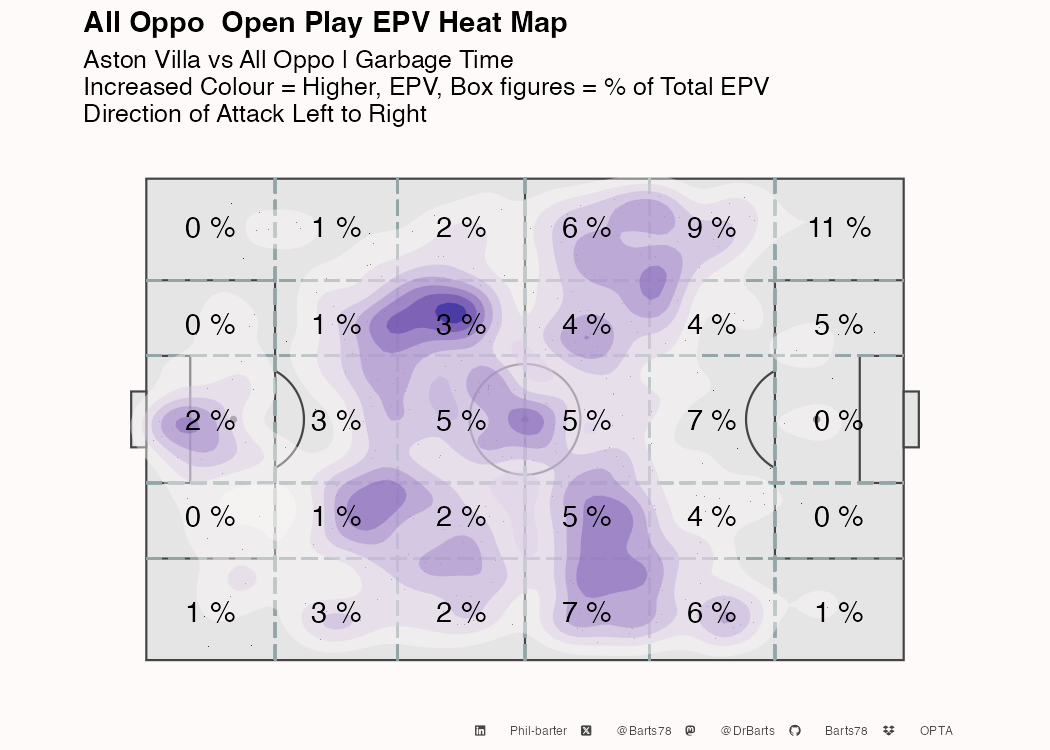 All Oppo  Open Play EPV Heat Map
Aston Villa vs All Oppo | Garbage Time
Increased Colour = Higher, EPV, Box figures = % of Total EPV
Direction of Attack Left to Right
0 % 1 % 2 % 6 % 9 % 11 %
0 % 1 % 3 % 4 % 4 % 5 %
2 % 3 % 5 % 5 % 7 % 0 %
0 % 1 % 2 % 5 % 4 % 0 %
1 % 3 % 2 % 7 % 6 % 1 %
Phil-barter @Barts78 @DrBarts Barts78 OPTA